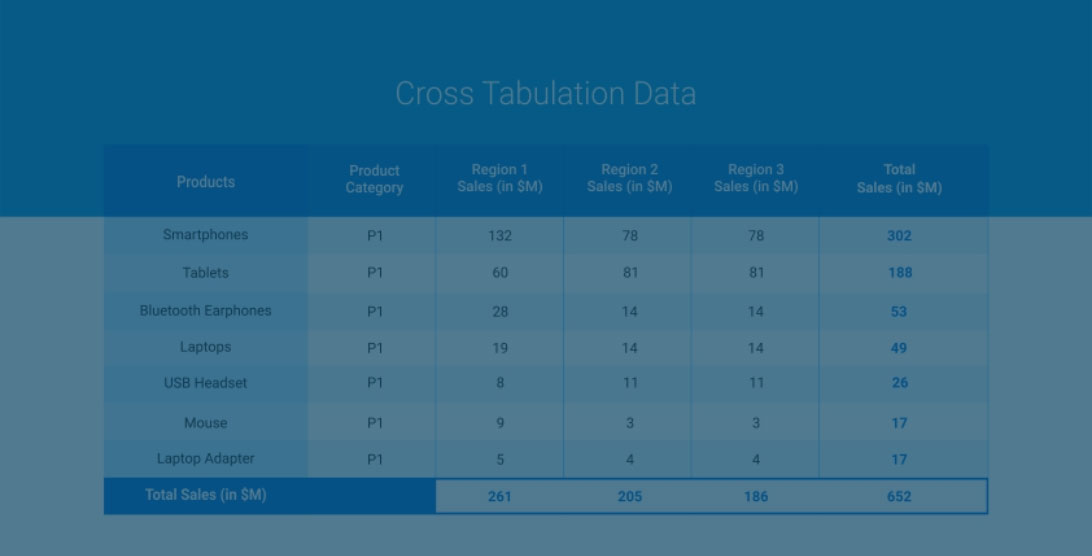 Cross Tabulation Data
Products Product Category Region 1 Sales (in $M) Region 2 Sales (in $M) Region 3 Sales (in $M) Total Sales (in $M)
Smartphones P1 132 78 78 302
Tablets P1 60 81 81 188
Bluetooth Earphones P1 28 14 14 53
Laptops P1 19 14 14 49
USB Headset P1 8 11 11 26
Mouse P1 9 3 3 17
Laptop Adapter P1 5 4 4 17
Total Sales (in $M) 261 205 186 652